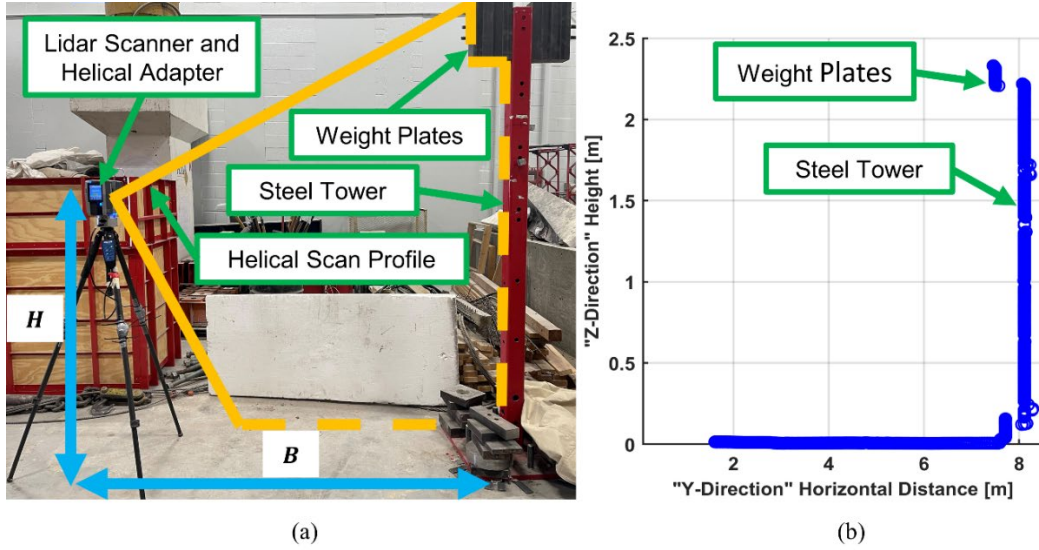 Lidar Scanner and
Helical Adapter
Weight Plates
Steel Tower
Helical Scan Profile
H
B
(a)
2.5
2
1.5
1
0.5
0
"Z-Direction" Height [m]
Weight Plates
Steel Tower
2
4
6
8
"Y-Direction" Horizontal Distance [m]
(b)